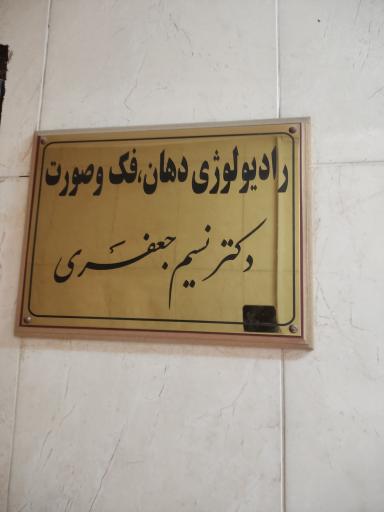 رادیولوژی دهان،فک وصورت
دکتر نسیم جعفری